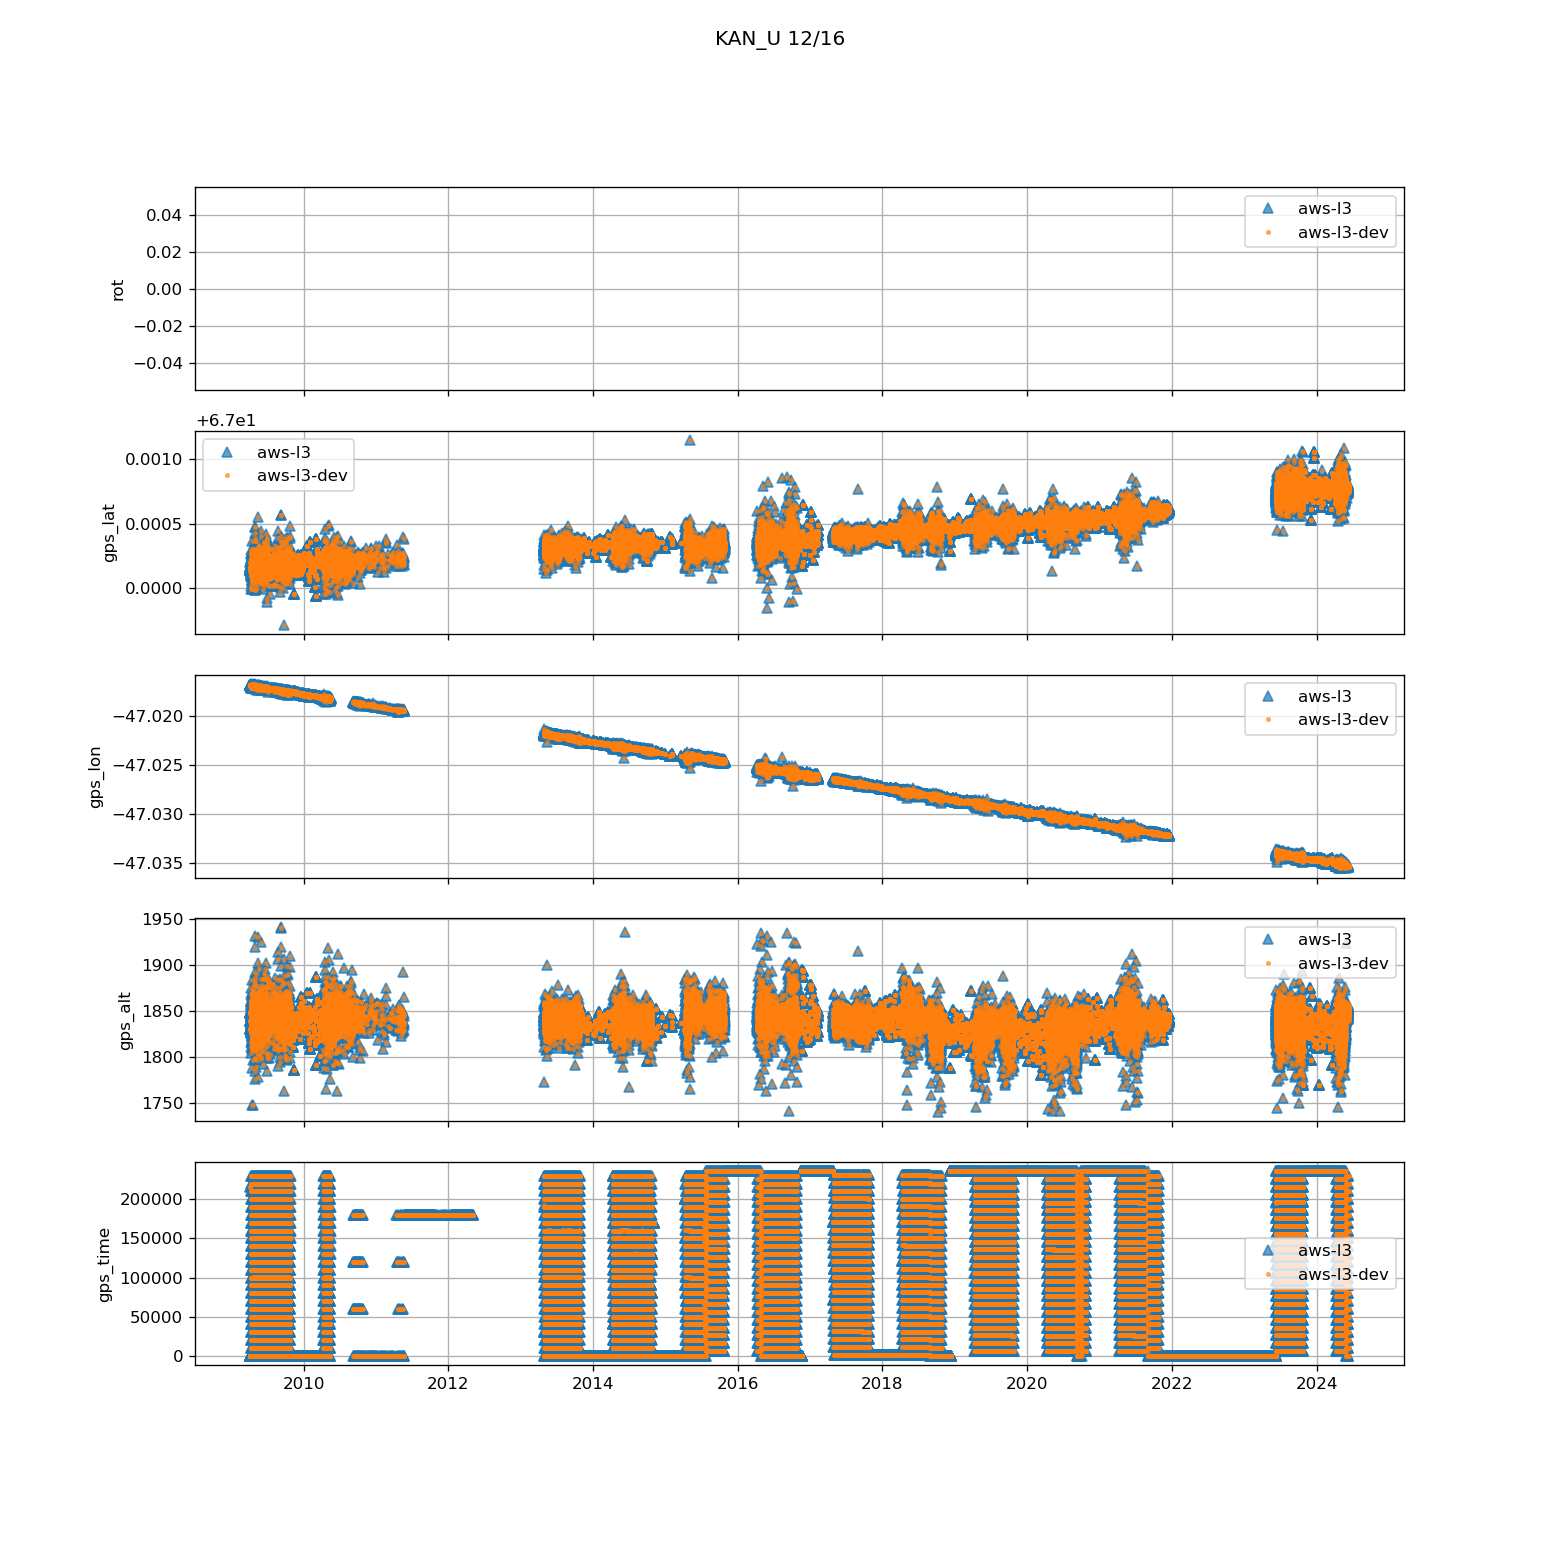 KAN_U 12/16
0.04
0.02
0.00
−0.02
−0.04
rot
aws-l3
aws-l3-dev
+6.7e1
0.0010
0.0005
0.0000
gps_lat
aws-l3
aws-l3-dev
−47.020
−47.025
−47.030
−47.035
gps_lon
aws-l3
aws-l3-dev
1950
1900
1850
1800
1750
gps_alt
aws-l3
aws-l3-dev
200000
150000
100000
50000
0
gps_time
aws-l3
aws-l3-dev
2010 2012 2014 2016 2018 2020 2022 2024